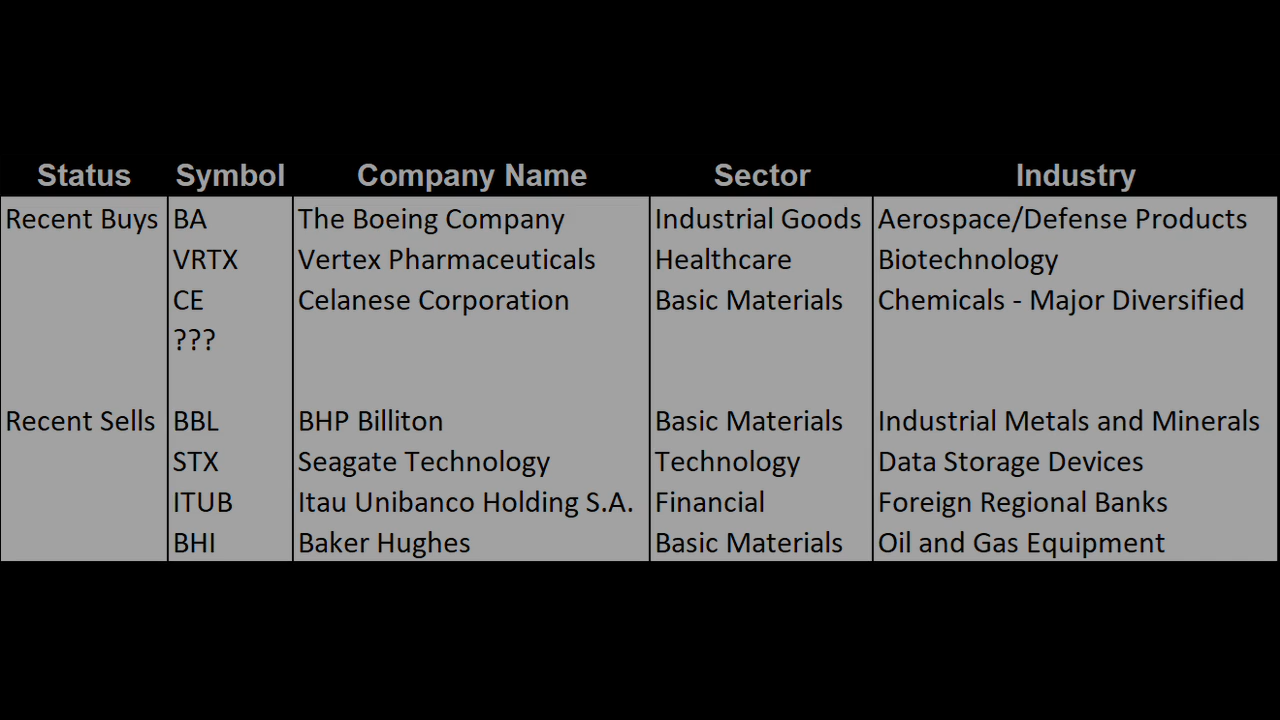 Status Symbol Company Name Sector Industry
Recent Buys BA The Boeing Company Industrial Goods Aerospace/Defense Products
VRTX Vertex Pharmaceuticals Healthcare Biotechnology
CE Celanese Corporation Basic Materials Chemicals - Major Diversified
???
Recent Sells BBL BHP Billiton Basic Materials Industrial Metals and Minerals
STX Seagate Technology Technology Data Storage Devices
ITUB Itau Unibanco Holding S.A. Financial Foreign Regional Banks
BHI Baker Hughes Basic Materials Oil and Gas Equipment